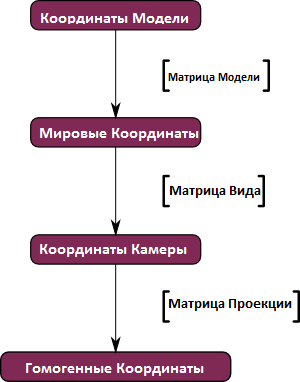 Координаты Модели
[Матрица Модели]
Мировые Координаты
[Матрица Вида]
Координаты Камеры
[Матрица Проекции]
Гомогенные Координаты